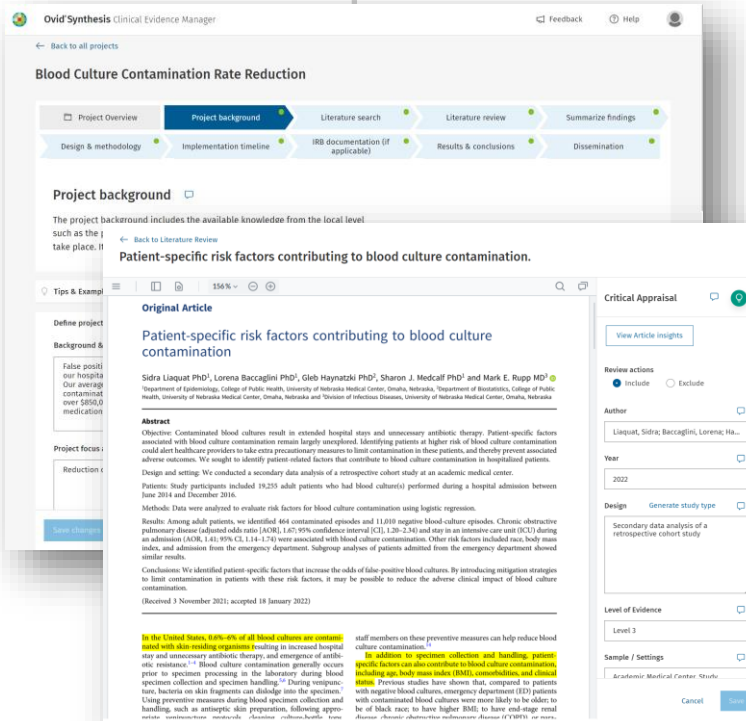 Ovid®Synthesis Clinical Evidence Manager
Feedback
Help
← Back to all projects
Blood Culture Contamination Rate Reduction
Project Overview
Project background
Literature search
Literature review
Summarize findings
Design & methodology
Implementation timeline
IRB documentation (if applicable)
Results & conclusions
Dissemination
Project background
The project background includes the available knowledge from the local level
such as the
take place. It
Tips & Exampl
Define project
Background &
False positi
our hospita
Our average
contaminat
over $850,0
medication
Project focus
Reduction
Save changes
← Back to Literature Review
Patient-specific risk factors contributing to blood culture contamination.
156%
Original Article
Patient-specific risk factors contributing to blood culture
contamination
Sidra Liaquat PhD1, Lorena Baccaglini PhD1, Gleb Haynatzki PhD2, Sharon J. Medcalf PhD1 and Mark E. Rupp MD3
1Department of Epidemiology, College of Public Health, University of Nebraska Medical Center, Omaha, Nebraska, 2Department of Biostatistics, College of Public
Health, University of Nebraska Medical Center, Omaha, Nebraska and 3Division of Infectious Diseases, University of Nebraska Medical Center, Omaha, Nebraska
Abstract
Objective: Contaminated blood cultures result in extended hospital stays and unnecessary antibiotic therapy. Patient-specific factors
associated with blood culture contamination remain largely unexplored. Identifying patients at higher risk of blood culture contamination
could alert healthcare providers to take extra precautionary measures to limit contamination in these patients, and thereby prevent associated
adverse outcomes. We sought to identify patient-related factors that contribute to blood culture contamination in hospitalized patients.
Design and setting: We conducted a secondary data analysis of a retrospective cohort study at an academic medical center.
Patients: Study participants included 19,255 adult patients who had blood culture(s) performed during a hospital admission between
June 2014 and December 2016.
Methods: Data were analyzed to evaluate risk factors for blood culture contamination using logistic regression.
Results: Among adult patients, we identified 464 contaminated episodes and 11,010 negative blood-culture episodes. Chronic obstructive
pulmonary disease (adjusted odds ratio [AOR], 1.67; 95% confidence interval [CI], 1.20–2.34) and stay in an intensive care unit (ICU) during
an admission (AOR, 1.41; 95% CI, 1.14–1.74) were associated with blood culture contamination. Other risk factors included race, body mass
index, and admission from the emergency department. Subgroup analyses of patients admitted from the emergency department showed
similar results.
Conclusions: We identified patient-specific factors that increase the odds of false-positive blood cultures. By introducing mitigation strategies
to limit contamination in patients with these risk factors, it may be possible to reduce the adverse clinical impact of blood culture
contamination.
(Received 3 November 2021; accepted 18 January 2022)
In the United States, 0.6%–6% of all blood cultures are contami-
nated with skin-residing organisms resulting in increased hospital
stay and unnecessary antibiotic therapy, and emergence of antibi-
otic resistance.1–4 Blood culture contamination generally occurs
prior to specimen processing in the laboratory during blood
specimen collection and specimen handling.5,6 During venipunc-
ture, bacteria on skin fragments can dislodge into the specimen.7
Using preventive measures during blood specimen collection and
handling, such as antiseptic skin preparation, following appro-
priate venipuncture protocols, cleaning culture-bottle tops,
staff members on these preventive measures can help reduce blood
culture contamination.
In addition to specimen collection and handling, patient-
specific factors can also contribute to blood culture contamination,
including age, body mass index (BMI), comorbidities, and clinical
status. Previous studies have shown that, compared to patients
with negative blood cultures, emergency department (ED) patients
with contaminated blood cultures were more likely to be older; to
be of black race; to have higher BMI; to have end-stage renal
disease, chronic obstructive pulmonary disease (COPD), or
Critical Appraisal
View Article insights
Review actions
Include
Exclude
Author
Liaquat, Sidra; Baccaglini, Lorena; Ha...
Year
2022
Design
Generate study type
Secondary data analysis of a
retrospective cohort study
Level of Evidence
Level 3
Sample / Settings
Academic Medical Center. Study
Cancel
Save